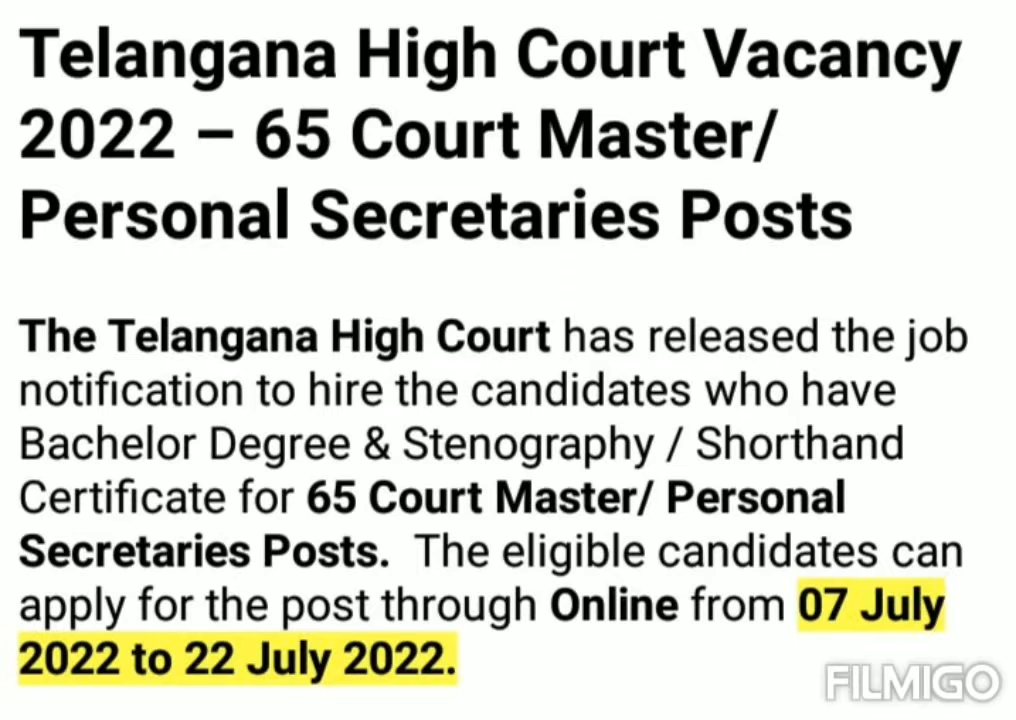 Telangana High Court Vacancy
2022 – 65 Court Master/
Personal Secretaries Posts
The Telangana High Court has released the job
notification to hire the candidates who have
Bachelor Degree & Stenography / Shorthand
Certificate for 65 Court Master/ Personal
Secretaries Posts. The eligible candidates can
apply for the post through Online from 07 July
2022 to 22 July 2022.
FILMIGO